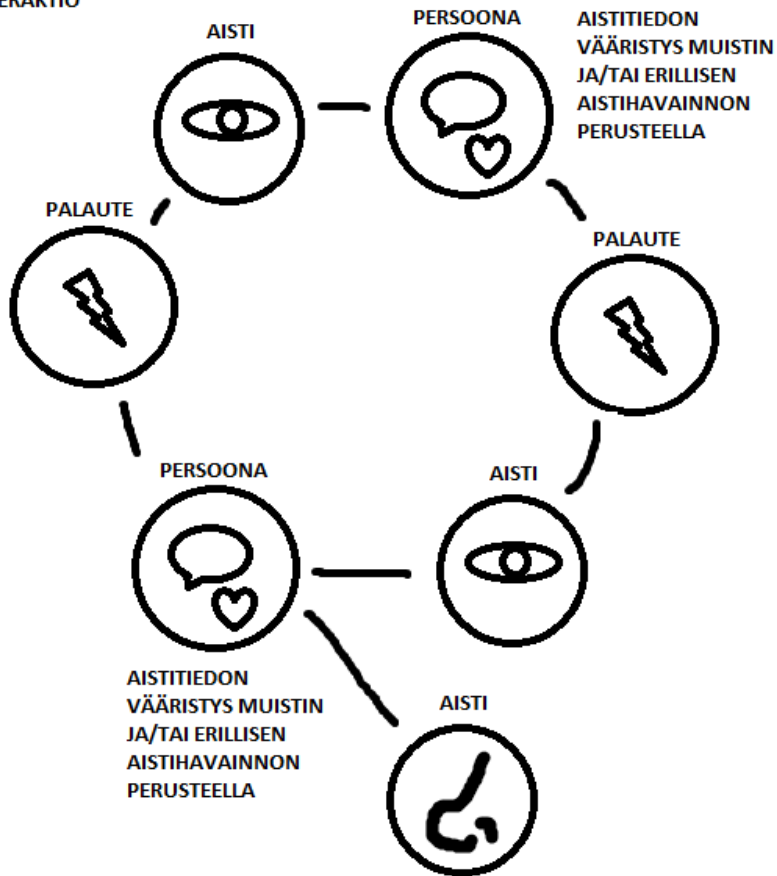 AISTI
PERSOONA
AISTITIEDON
VÄÄRISTYS MUISTIN
JA/TAI ERILLISEN
AISTIHAVAINNON
PERUSTEELLA
PALAUTE
PALAUTE
PERSOONA
AISTI
AISTITIEDON
VÄÄRISTYS MUISTIN
JA/TAI ERILLISEN
AISTIHAVAINNON
PERUSTEELLA
AISTI